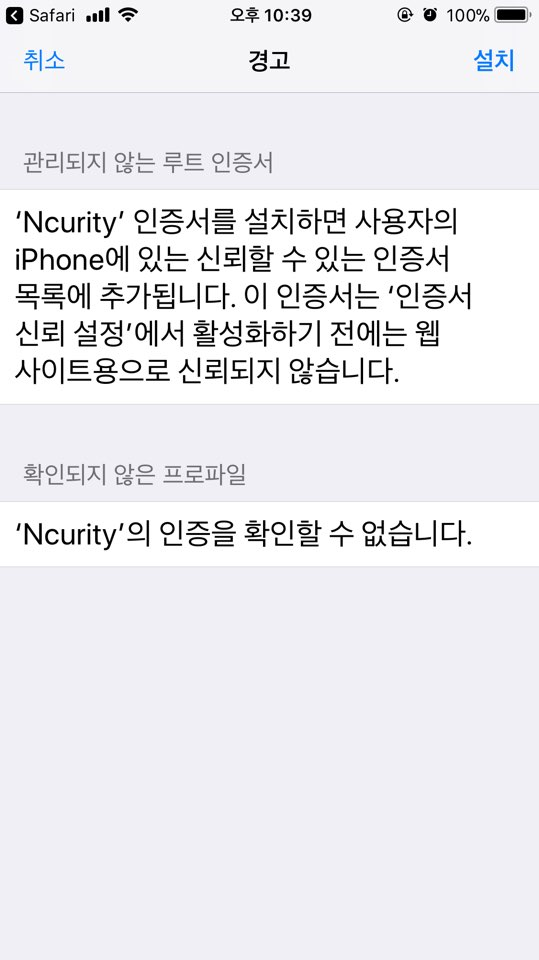 Safari 오후 10:39 100%
취소 경고 설치
관리되지 않는 루트 인증서
‘Ncurity’ 인증서를 설치하면 사용자의
iPhone에 있는 신뢰할 수 있는 인증서
목록에 추가됩니다. 이 인증서는 ‘인증서
신뢰 설정’에서 활성화하기 전에는 웹
사이트용으로 신뢰되지 않습니다.
확인되지 않은 프로파일
‘Ncurity’의 인증을 확인할 수 없습니다.